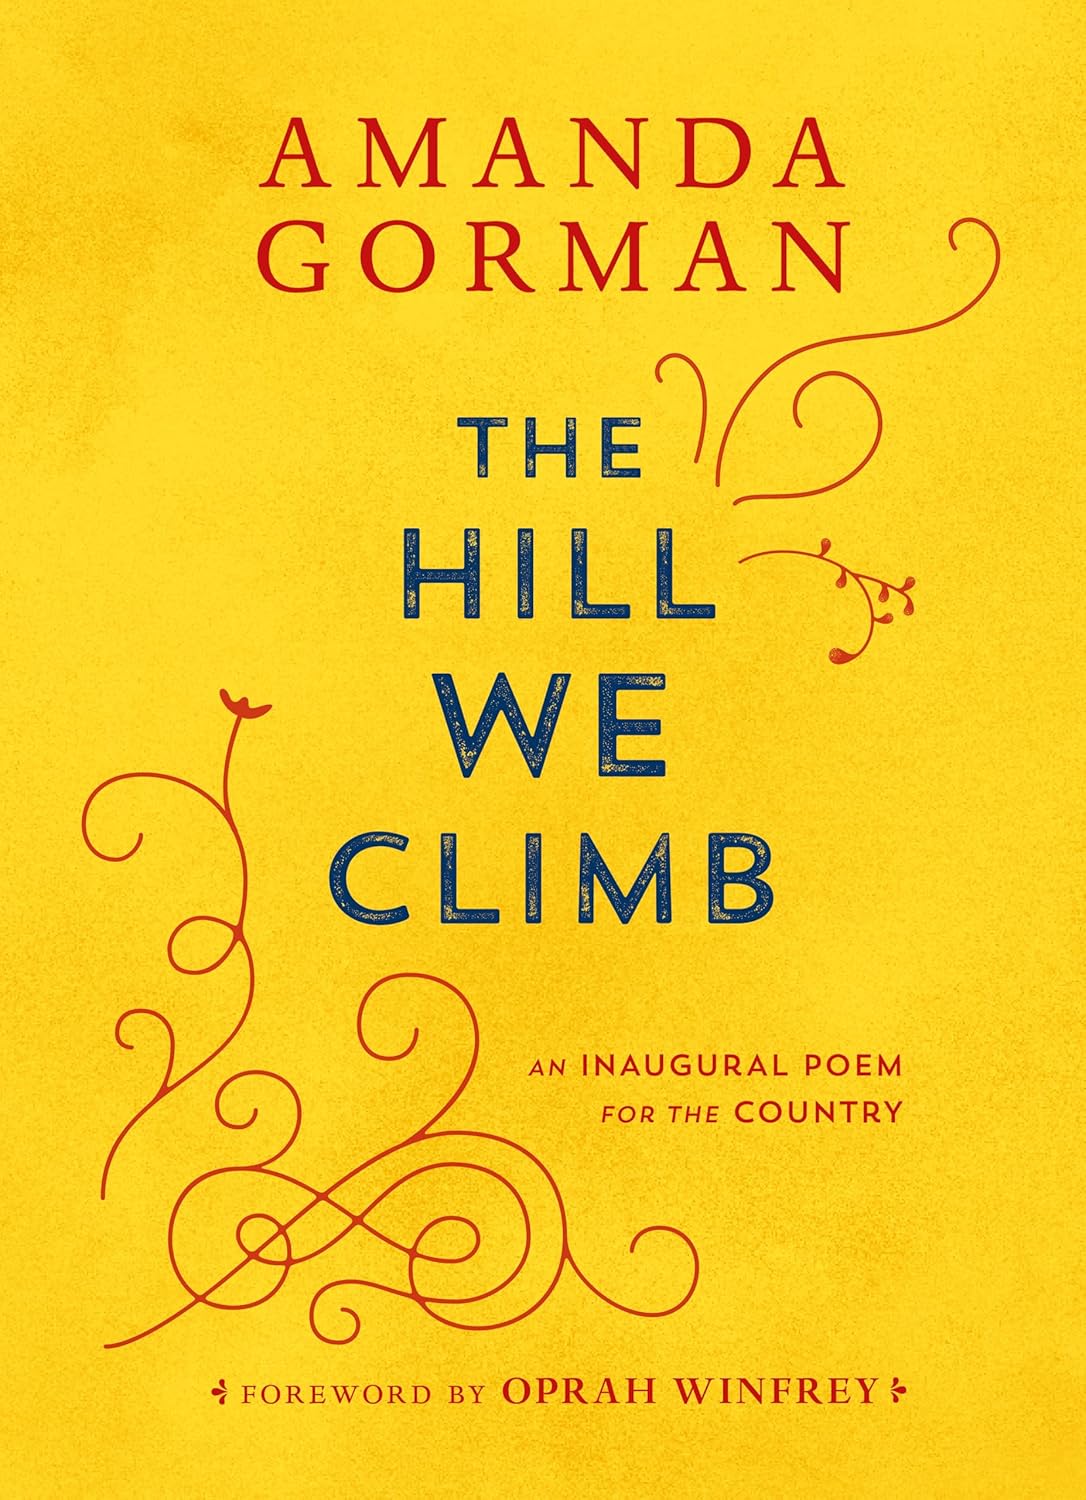 AMANDA
GORMAN
THE
HILL
WE
CLIMB
AN INAUGURAL POEM
FOR THE COUNTRY
FOREWORD BY OPRAH WINFREY